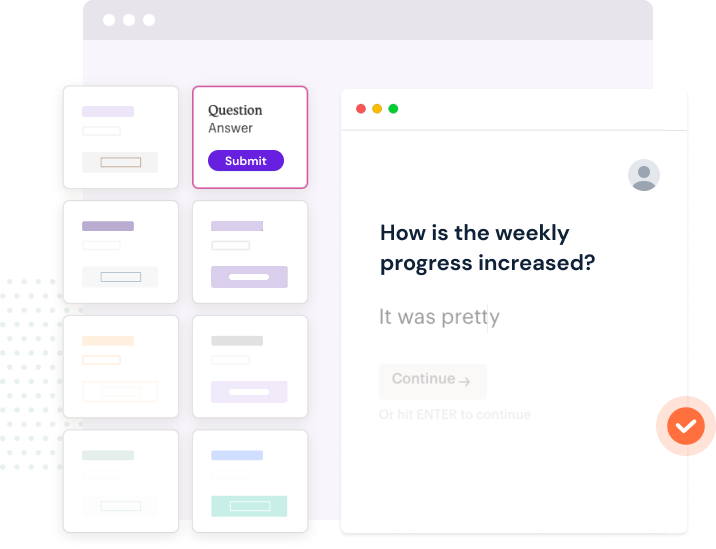 Question
Answer
Submit
How is the weekly
progress increased?
It was pretty
Continue →
Or hit ENTER to continue